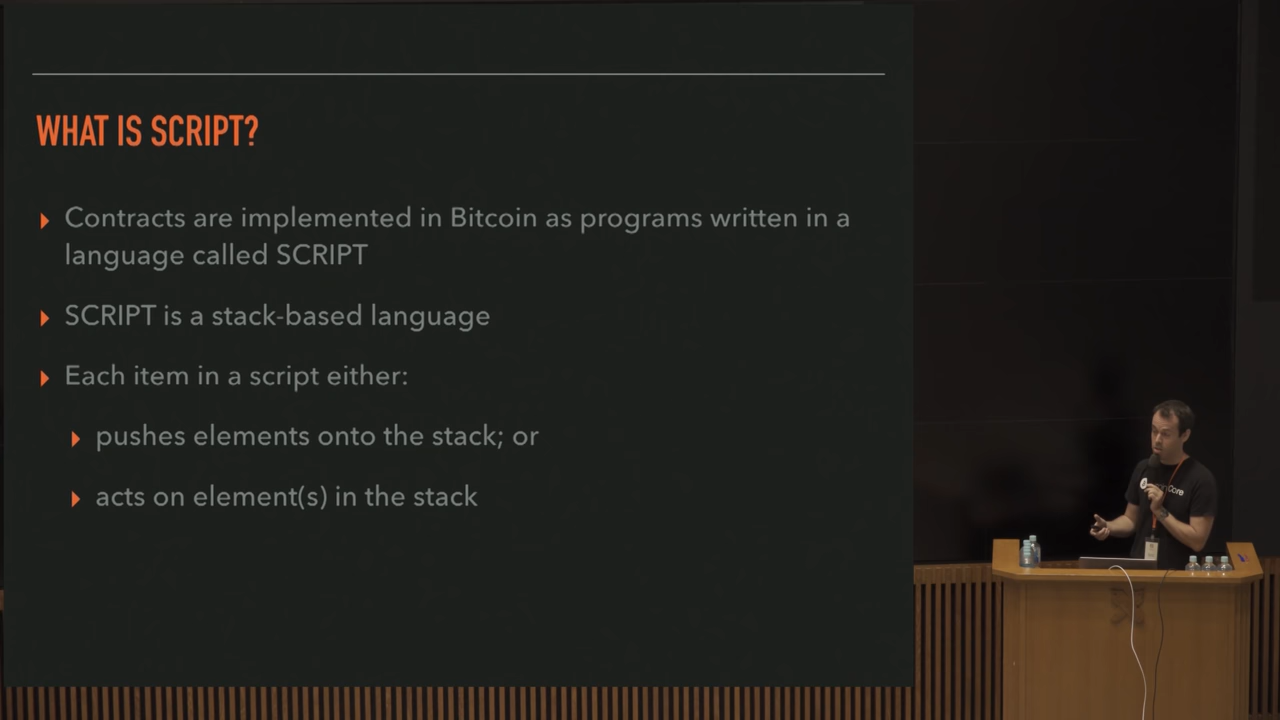 WHAT IS SCRIPT?
Contracts are implemented in Bitcoin as programs written in a
language called SCRIPT
SCRIPT is a stack-based language
Each item in a script either:
pushes elements onto the stack; or
acts on element(s) in the stack
Core